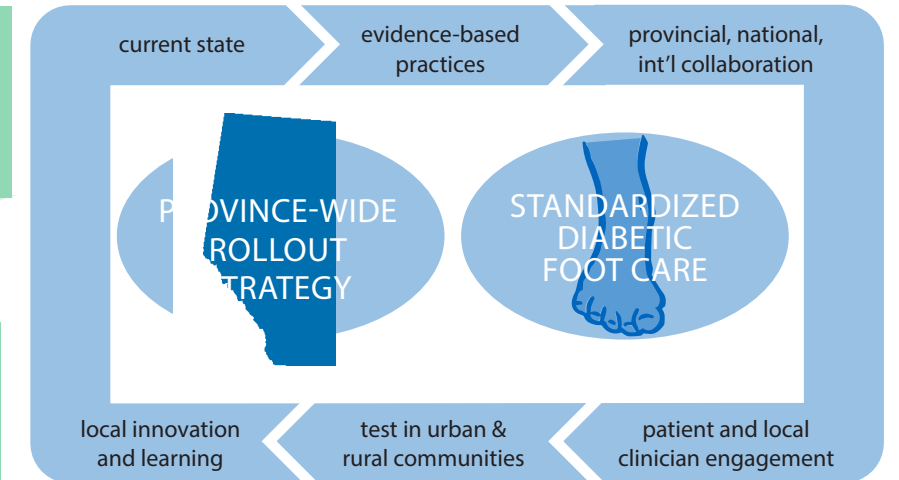 current state
evidence-based
practices
provincial, national,
int'l collaboration
P OVINCE-WIDE
ROLLOUT
TRATEGY
STANDARDIZED
DIABETIC
FOOT CARE
local innovation
and learning
test in urban &
rural communities
patient and local
clinician engagement